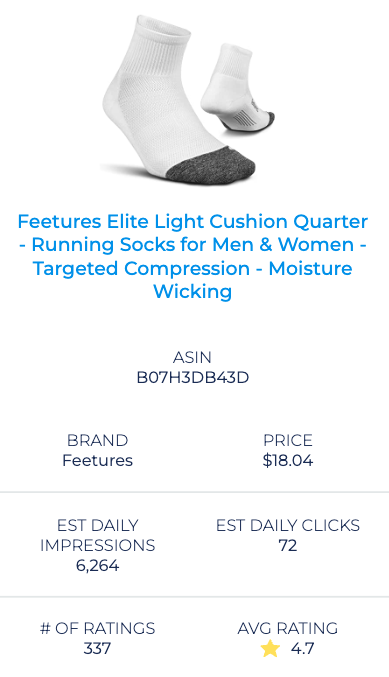 Feetures Elite Light Cushion Quarter
- Running Socks for Men & Women -
Targeted Compression - Moisture
Wicking
ASIN
B07H3DB43D
BRAND
Feetures
PRICE
$18.04
EST DAILY
IMPRESSIONS
6,264
EST DAILY CLICKS
72
# OF RATINGS
337
AVG RATING
4.7